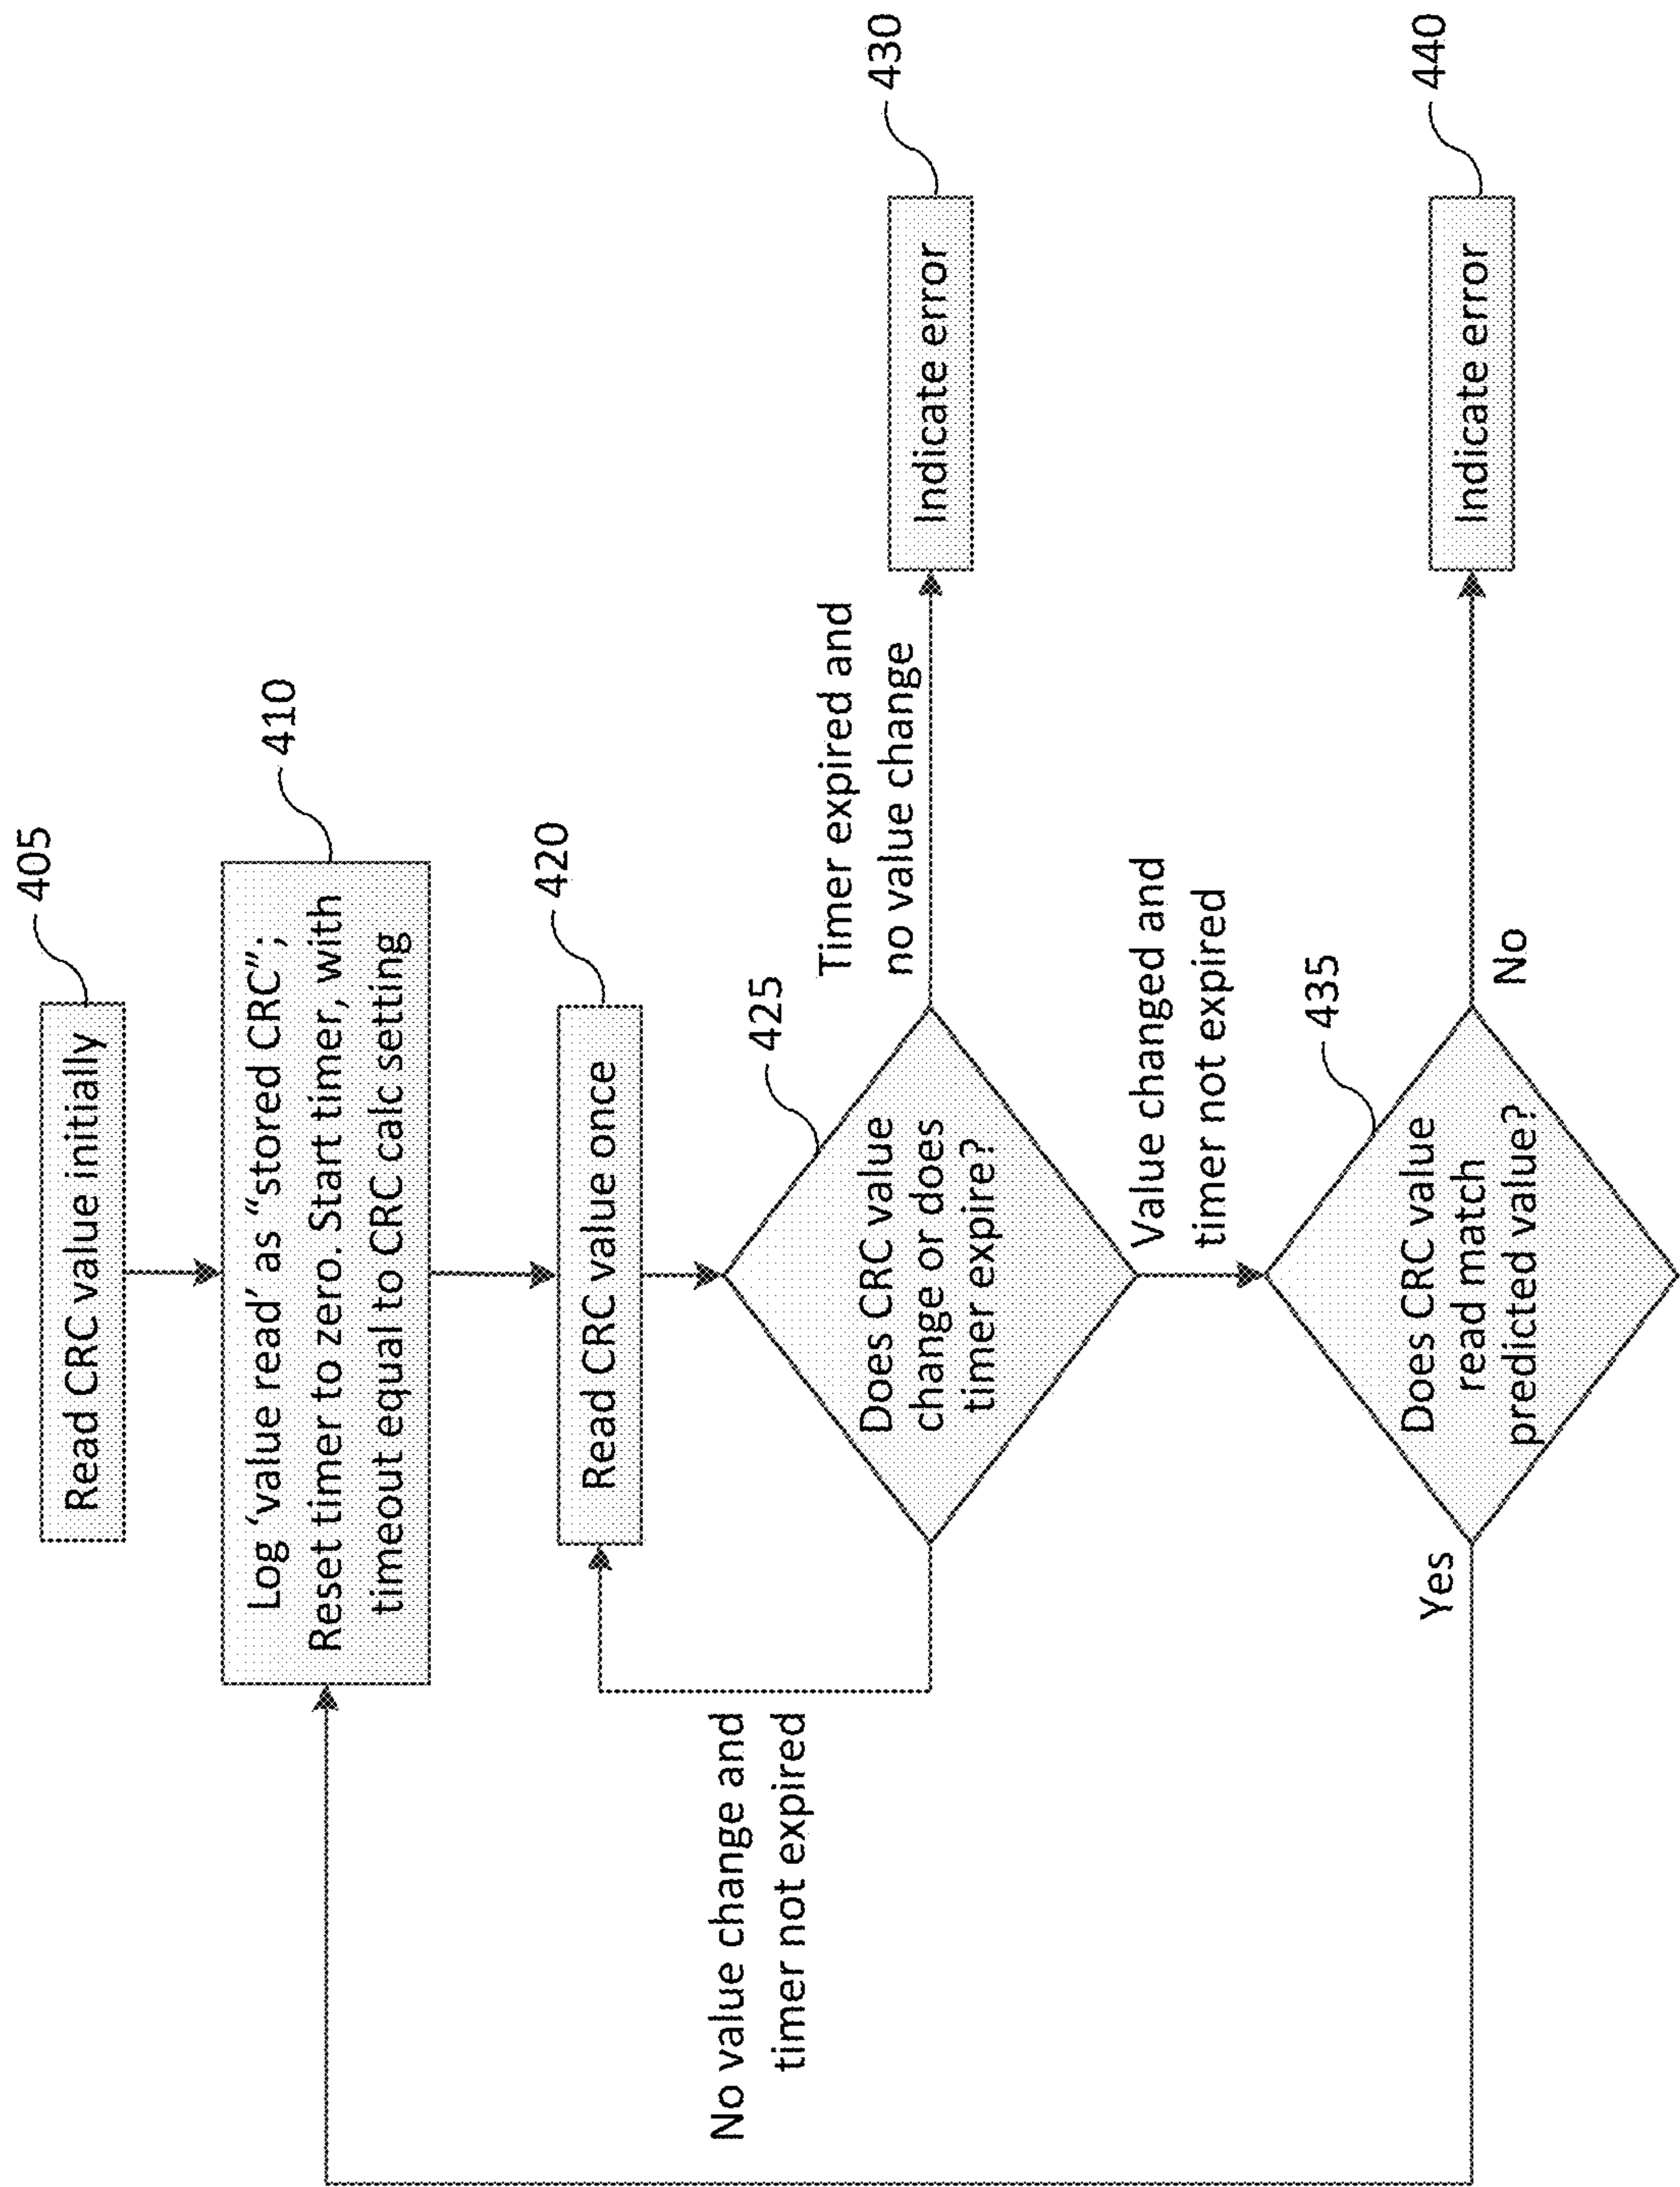 405
Read CRC value initially
410
Log ‘value read’ as “stored CRC”;
Reset timer to zero. Start timer, with
timeout equal to CRC calc setting
420
Read CRC value once
425
Does CRC value
change or does
timer expire?
No value change and
timer not expired
Timer expired and
no value change
430
Indicate error
Value changed and
timer not expired
435
Does CRC value
read match
predicted value?
Yes
No
440
Indicate error